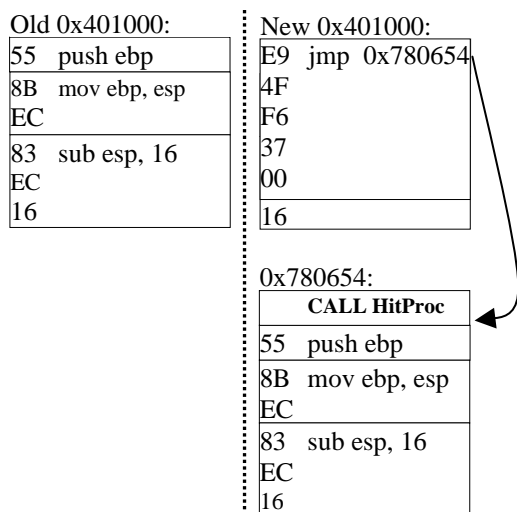 Old 0x401000:
55 push ebp
8B mov ebp, esp
EC
83 sub esp, 16
EC
16
New 0x401000:
E9 jmp 0x780654
4F
F6
37
00
16
0x780654:
CALL HitProc
55 push ebp
8B mov ebp, esp
EC
83 sub esp, 16
EC
16